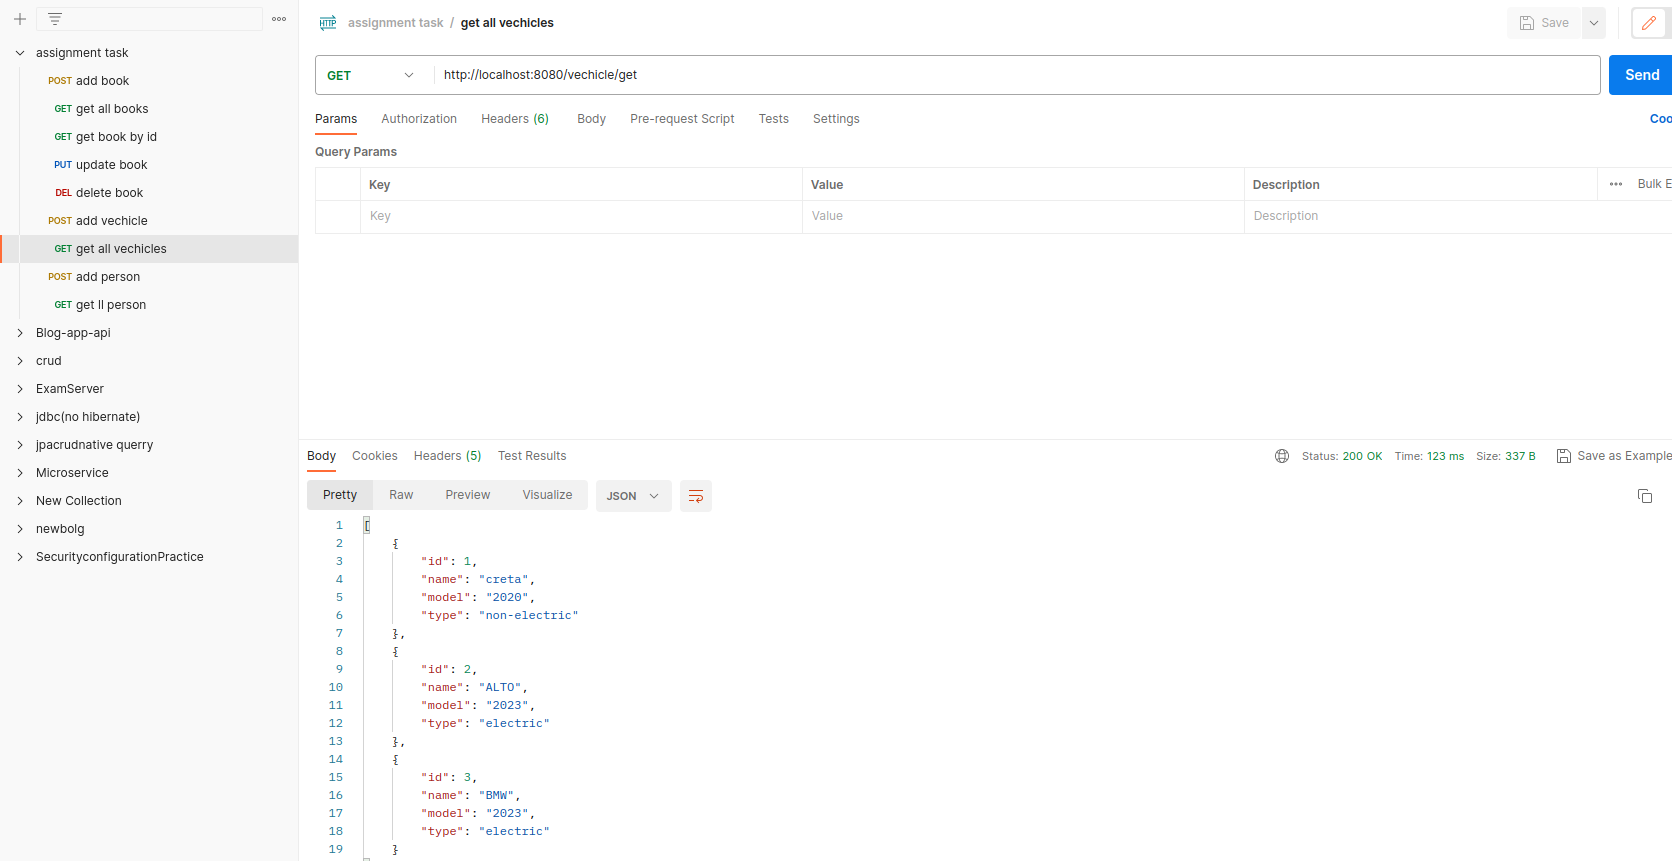 assignment task
POST add book
GET get all books
GET get book by id
PUT update book
DEL delete book
POST add vechicle
GET get all vechicles
POST add person
GET get ll person
Blog-app-api
crud
ExamServer
jdbc(no hibernate)
jpacrudnative querry
Microservice
New Collection
newbolg
SecurityconfigurationPractice
HTTP assignment task / get all vechicles
Save
GET http://localhost:8080/vechicle/get Send
Params Authorization Headers (6) Body Pre-request Script Tests Settings Coo
Query Params
Key Value Description Bulk E
Key Value Description
Body Cookies Headers (5) Test Results Status: 200 OK Time: 123 ms Size: 337 B Save as Example
Pretty Raw Preview Visualize JSON
1 [
2 {
3 "id": 1,
4 "name": "creta",
5 "model": "2020",
6 "type": "non-electric"
7 },
8 {
9 "id": 2,
10 "name": "ALTO",
11 "model": "2023",
12 "type": "electric"
13 },
14 {
15 "id": 3,
16 "name": "BMW",
17 "model": "2023",
18 "type": "electric"
19 }